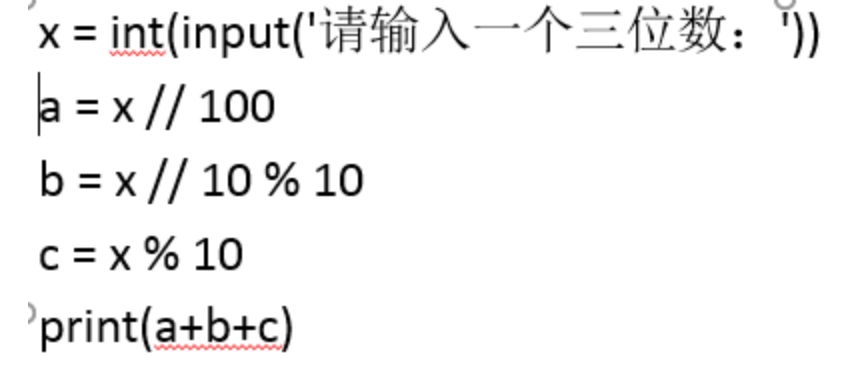 x = int(input('请输入一个三位数：'))
a = x // 100
b = x // 10 % 10
c = x % 10
print(a+b+c)